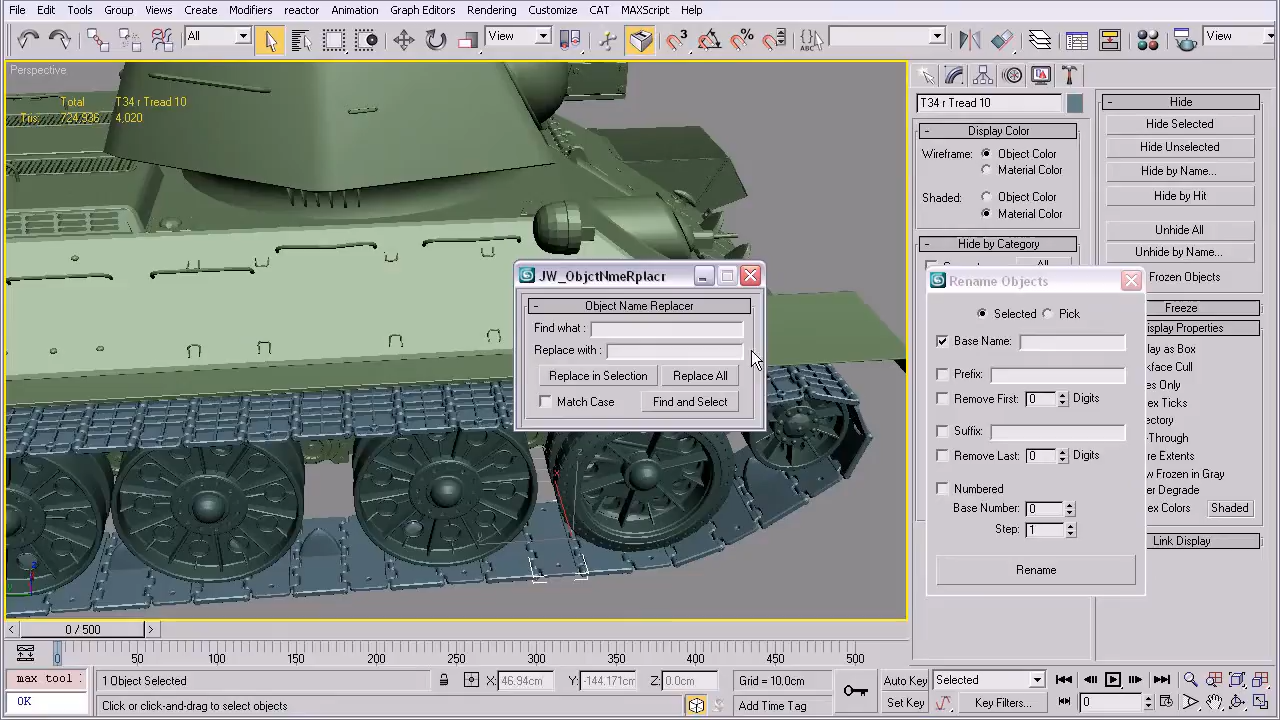 File Edit Tools Group Views Create Modifiers reactor Animation Graph Editors Rendering Customize CAT MAXScript Help
All View View
Perspective
Total T34 r Tread 10
Tris: 724,936 4,020
T34 r Tread 10
- Display Color
Wireframe: Object Color
Material Color
Shaded: Object Color
Material Color
- Hide by Category
All
- Hide
Hide Selected
Hide Unselected
Hide by Name...
Hide by Hit
Unhide All
Unhide by Name...
Frozen Objects
Freeze
Display Properties
lay as Box
kface Cull
es Only
ex Ticks
ectory
-Through
re Extents
w Frozen in Gray
er Degrade
ex Colors Shaded
Link Display
JW_ObjctNmeRplacr
- Object Name Replacer
Find what :
Replace with :
Replace in Selection Replace All
Match Case Find and Select
Rename Objects
Selected Pick
Base Name:
Prefix:
Remove First: 0 Digits
Suffix:
Remove Last: 0 Digits
Numbered
Base Number: 0
Step: 1
Rename
< 0 / 500 >
0 50 100 150 200 250 300 350 400 450 500
max tool :
OK
1 Object Selected X: 46.94cm Y: -144.171cm Z: 0.0cm Grid = 10.0cm
Click or click-and-drag to select objects Add Time Tag
Auto Key Selected
Set Key Key Filters... 0